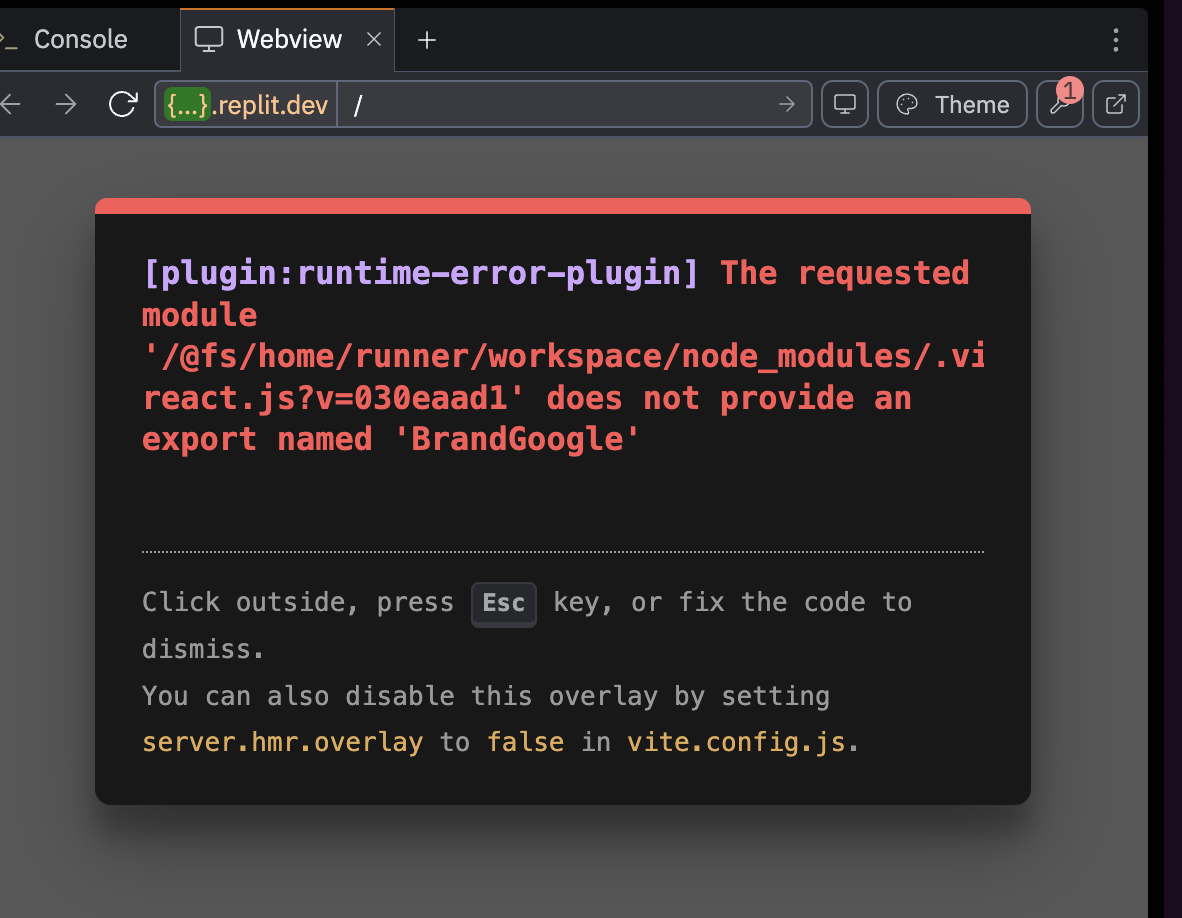 Console
Webview
{...}.replit.dev
/
Theme
1
[plugin:runtime-error-plugin] The requested
module
'/@fs/home/runner/workspace/node_modules/.vi
react.js?v=030eaad1' does not provide an
export named 'BrandGoogle'
Click outside, press Esc key, or fix the code to
dismiss.
You can also disable this overlay by setting
server.hmr.overlay to false in vite.config.js.